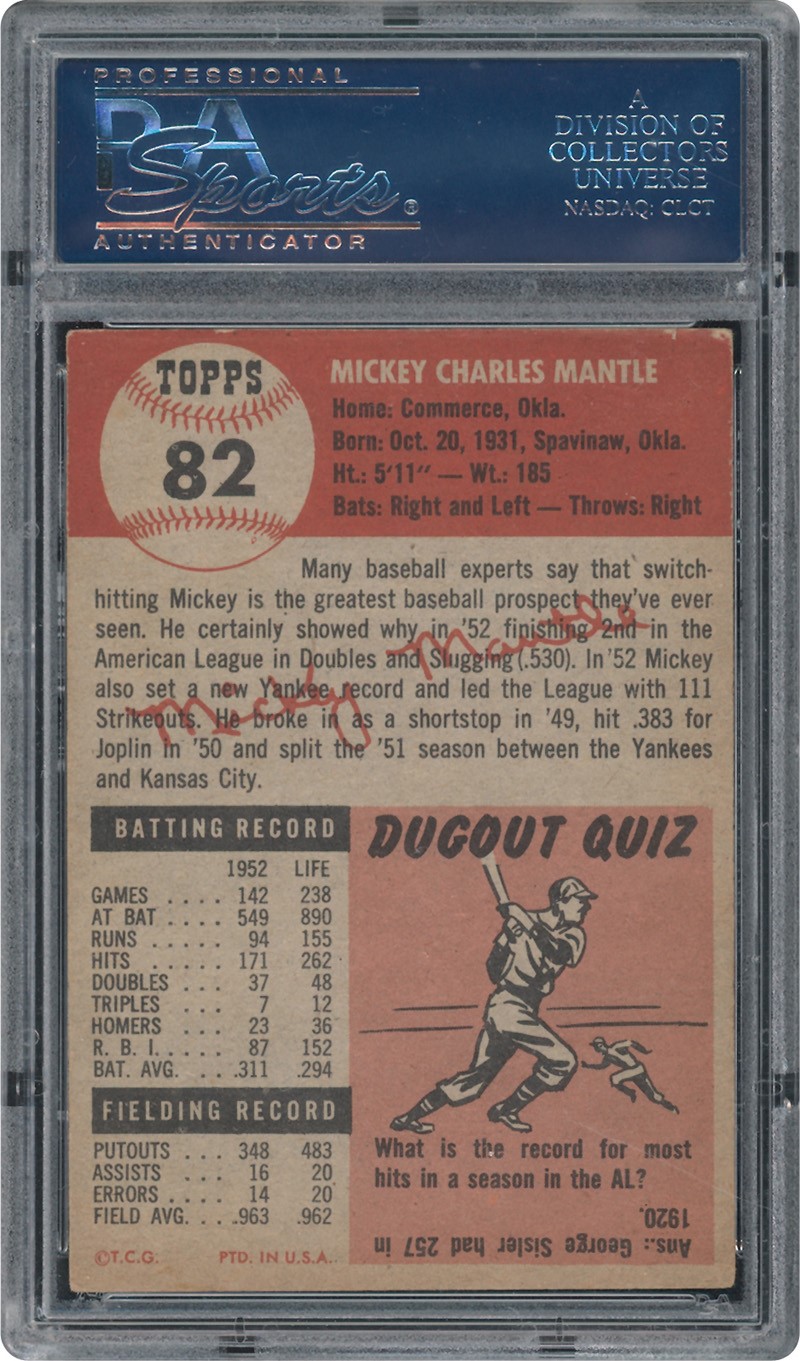 PROFESSIONAL
PSA
Sports®
AUTHENTICATOR
A
DIVISION OF
COLLECTORS
UNIVERSE
NASDAQ: CLCT
TOPPS
82
MICKEY CHARLES MANTLE
Home: Commerce, Okla.
Born: Oct. 20, 1931, Spavinaw, Okla.
Ht.: 5'11" — Wt.: 185
Bats: Right and Left — Throws: Right
Many baseball experts say that switch-
hitting Mickey is the greatest baseball prospect they've ever
seen. He certainly showed why in '52 finishing 2nd in the
American League in Doubles and Slugging (.530). In '52 Mickey
also set a new Yankee record and led the League with 111
Strikeouts. He broke in as a shortstop in '49, hit .383 for
Joplin in '50 and split the '51 season between the Yankees
and Kansas City.
Micky Mantle
BATTING RECORD
1952 LIFE
GAMES . . . . 142 238
AT BAT . . . . 549 890
RUNS . . . . . 94 155
HITS . . . . . 171 262
DOUBLES . . . 37 48
TRIPLES . . . 7 12
HOMERS . . . 23 36
R. B. I. . . . . 87 152
BAT. AVG. . . .311 .294
FIELDING RECORD
PUTOUTS . . . 348 483
ASSISTS . . . 16 20
ERRORS . . . . 14 20
FIELD AVG. . . .963 .962
©T.C.G. PTD. IN U.S.A.
DUGOUT QUIZ
What is the record for most
hits in a season in the AL?
Ans.: George Sisler had 257 in
1920.